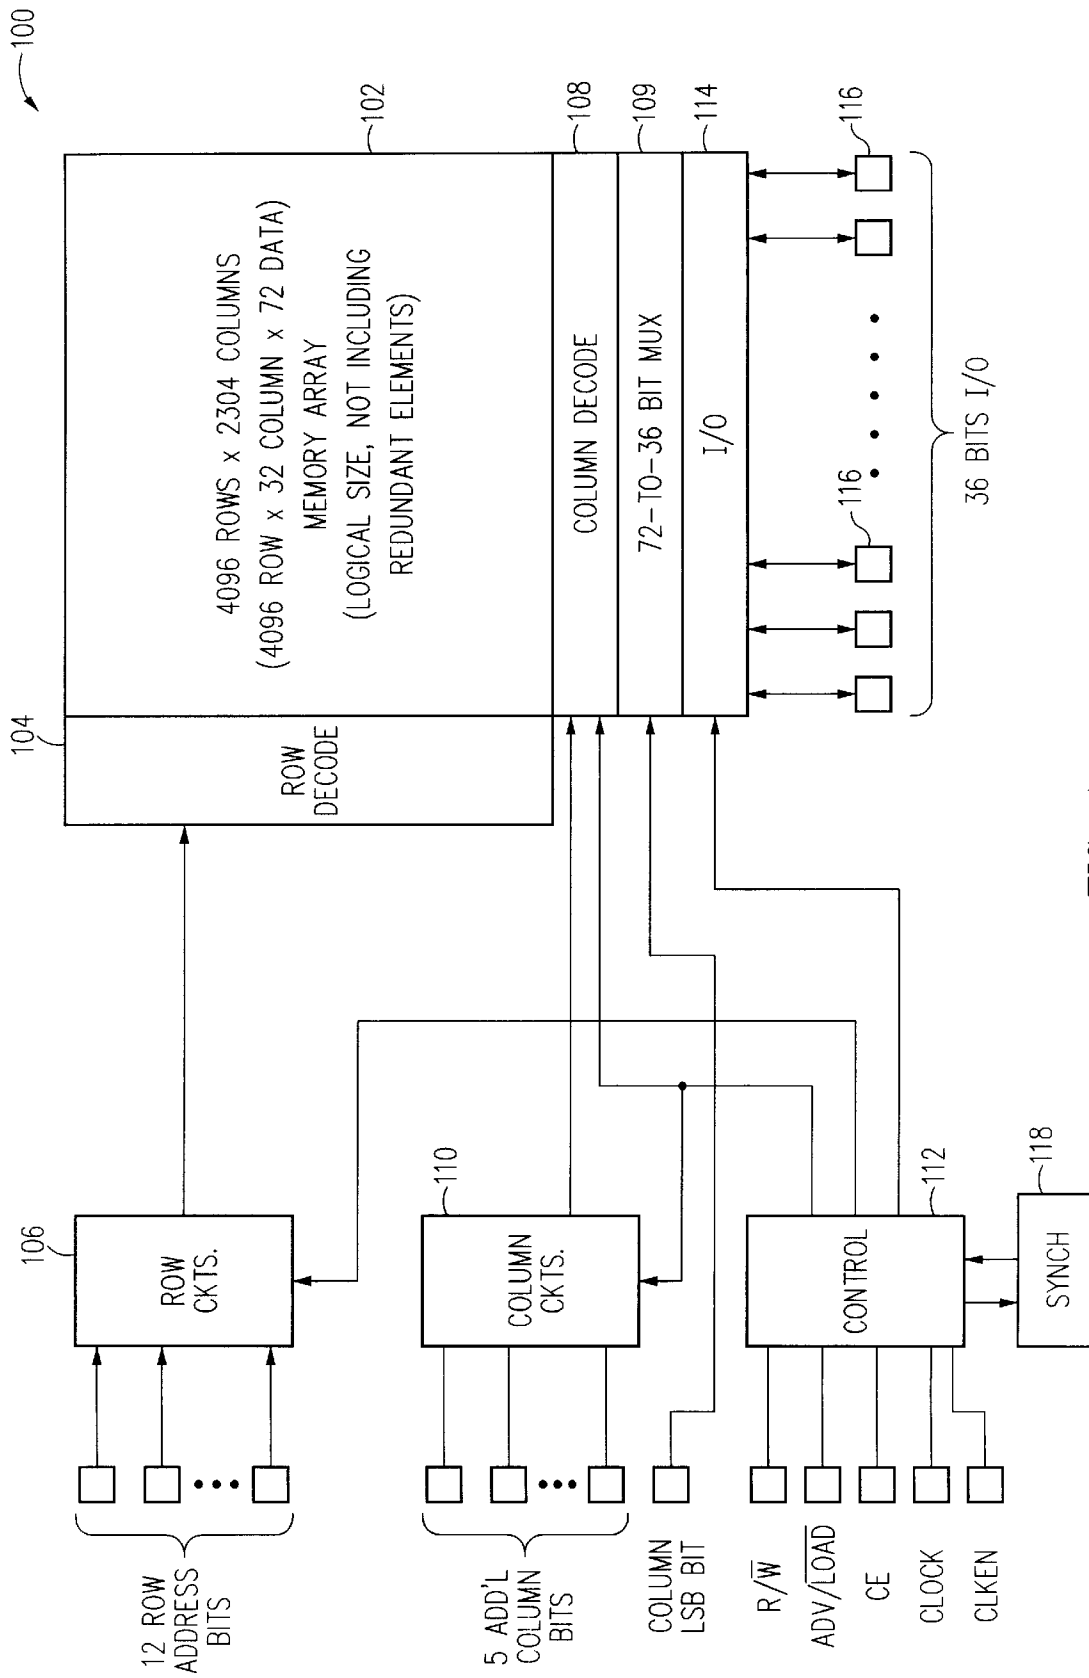 100
102
108
109
114
116
4096 ROWS x 2304 COLUMNS
(4096 ROW x 32 COLUMN x 72 DATA)
MEMORY ARRAY
(LOGICAL SIZE, NOT INCLUDING
REDUNDANT ELEMENTS)
COLUMN DECODE
72-TO-36 BIT MUX
I/O
116
36 BITS I/O
104
ROW
DECODE
106
ROW
CKTS.
110
COLUMN
CKTS.
112
CONTROL
118
SYNCH
12 ROW
ADDRESS
BITS
5 ADD'L
COLUMN
BITS
COLUMN
LSB BIT
R/W̅
ADV/L̅O̅A̅D̅
CE
CLOCK
CLKEN